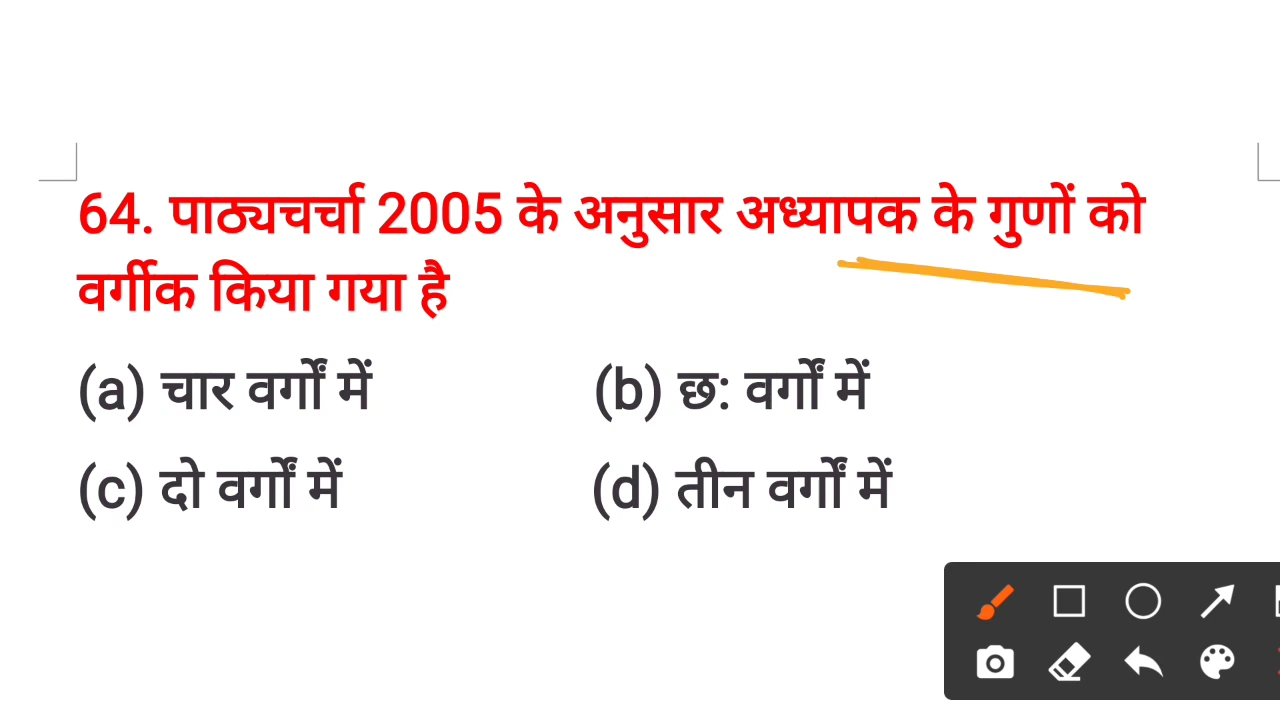 64. पाठ्यचर्चा 2005 के अनुसार अध्यापक के गुणों को
वर्गीक किया गया है
(a) चार वर्गों में (b) छ: वर्गों में
(c) दो वर्गों में (d) तीन वर्गों में